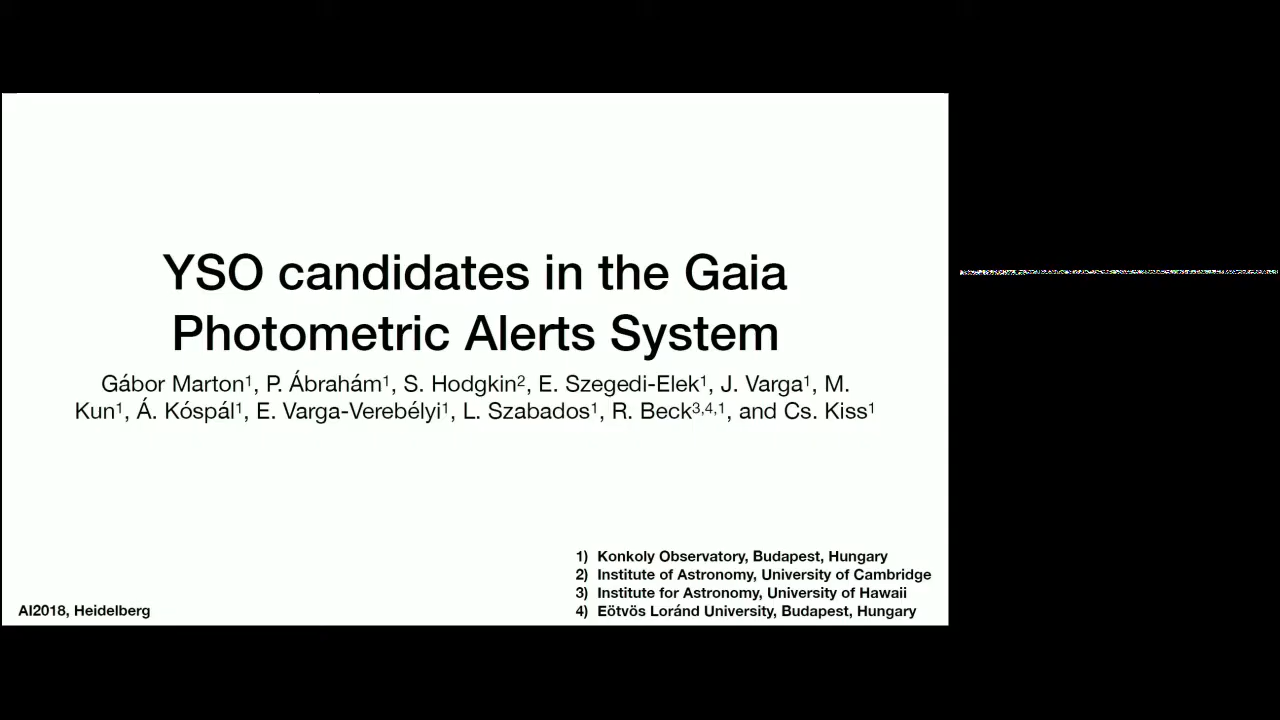 YSO candidates in the Gaia
Photometric Alerts System
Gábor Marton¹, P. Ábrahám¹, S. Hodgkin², E. Szegedi-Elek¹, J. Varga¹, M.
Kun¹, Á. Kóspál¹, E. Varga-Verebélyi¹, L. Szabados¹, R. Beck³,⁴,¹, and Cs. Kiss¹
1) Konkoly Observatory, Budapest, Hungary
2) Institute of Astronomy, University of Cambridge
3) Institute for Astronomy, University of Hawaii
4) Eötvös Loránd University, Budapest, Hungary
AI2018, Heidelberg